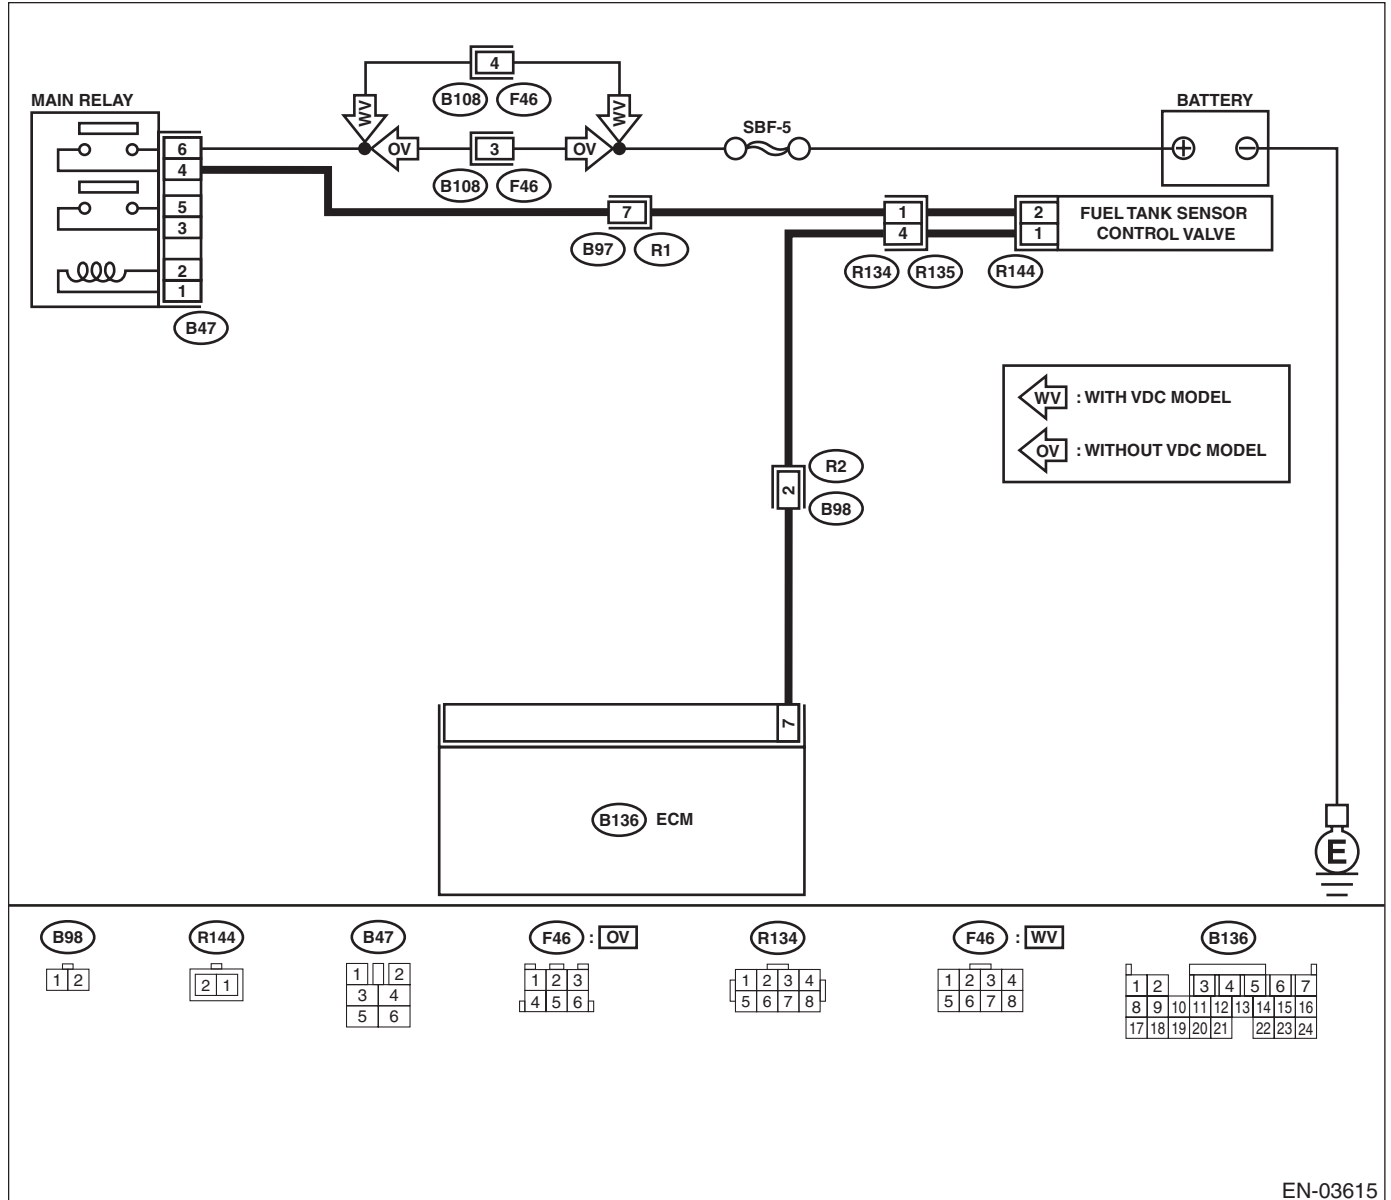 4
B108 F46
MAIN RELAY
BATTERY
WV
WV
SBF-5
6
OV
3
OV
4
B108 F46
5
7
1
2
FUEL TANK SENSOR
3
4
1
CONTROL VALVE
B97 R1
2
R134 R135 R144
1
B47
WV : WITH VDC MODEL
OV : WITHOUT VDC MODEL
R2
2
B98
7
B136 ECM
E
B98
R144
B47
F46 : OV
R134
F46 : WV
B136
1 2
2 1
1 2
3 4
5 6
1 2 3
4 5 6
1 2 3 4
5 6 7 8
1 2 3 4
5 6 7 8
1 2 3 4 5 6 7
8 9 10 11 12 13 14 15 16
17 18 19 20 21 22 23 24
EN-03615